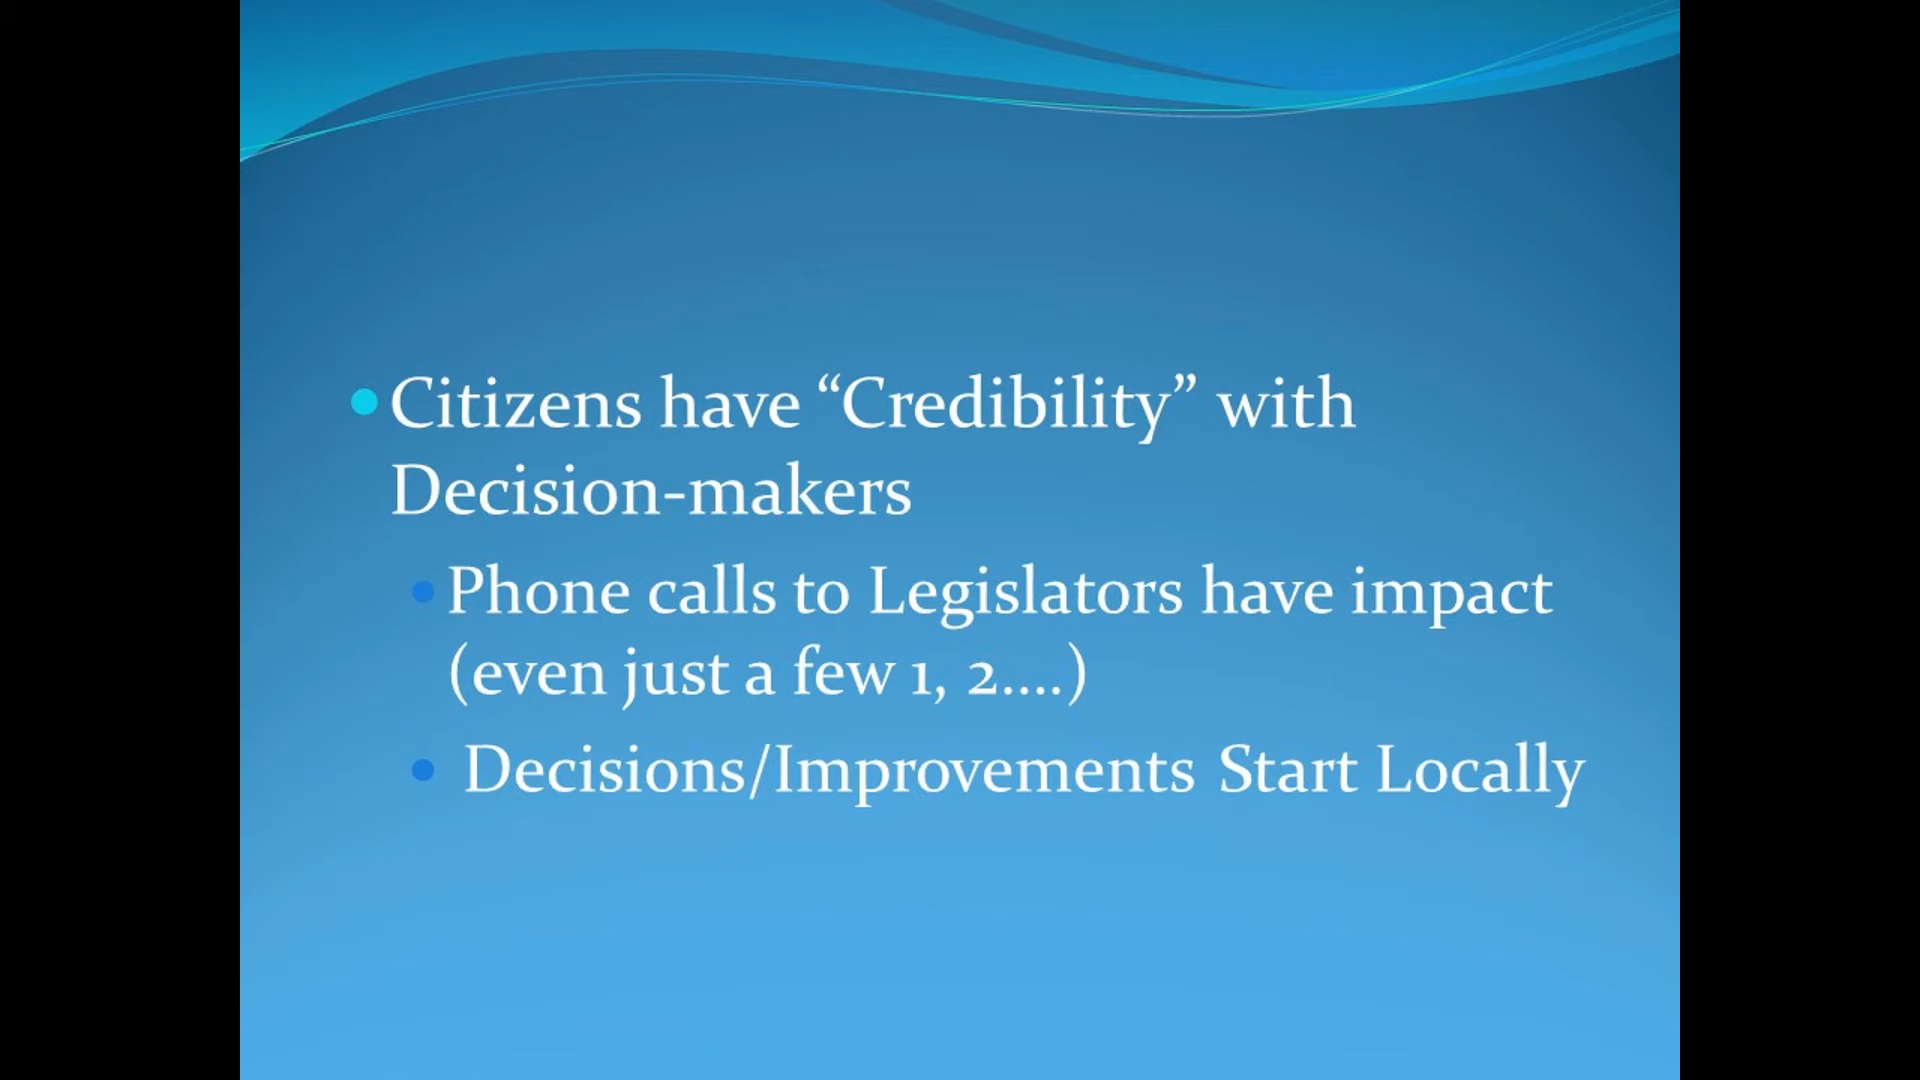 Citizens have “Credibility” with
Decision-makers
Phone calls to Legislators have impact
(even just a few 1, 2....)
Decisions/Improvements Start Locally